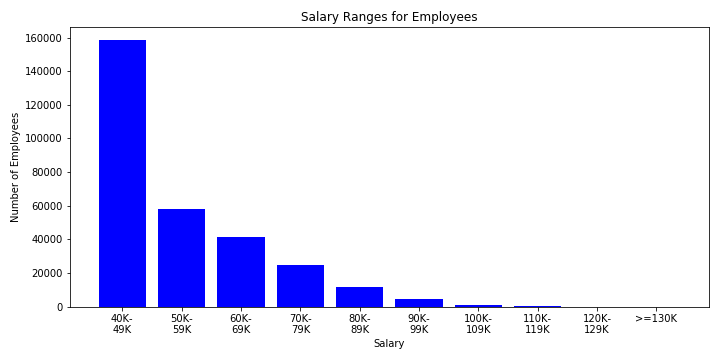 Salary Ranges for Employees
Number of Employees
160000
140000
120000
100000
80000
60000
40000
20000
0
40K- 50K- 60K- 70K- 80K- 90K- 100K- 110K- 120K- >=130K
49K 59K 69K 79K 89K 99K 109K 119K 129K
Salary